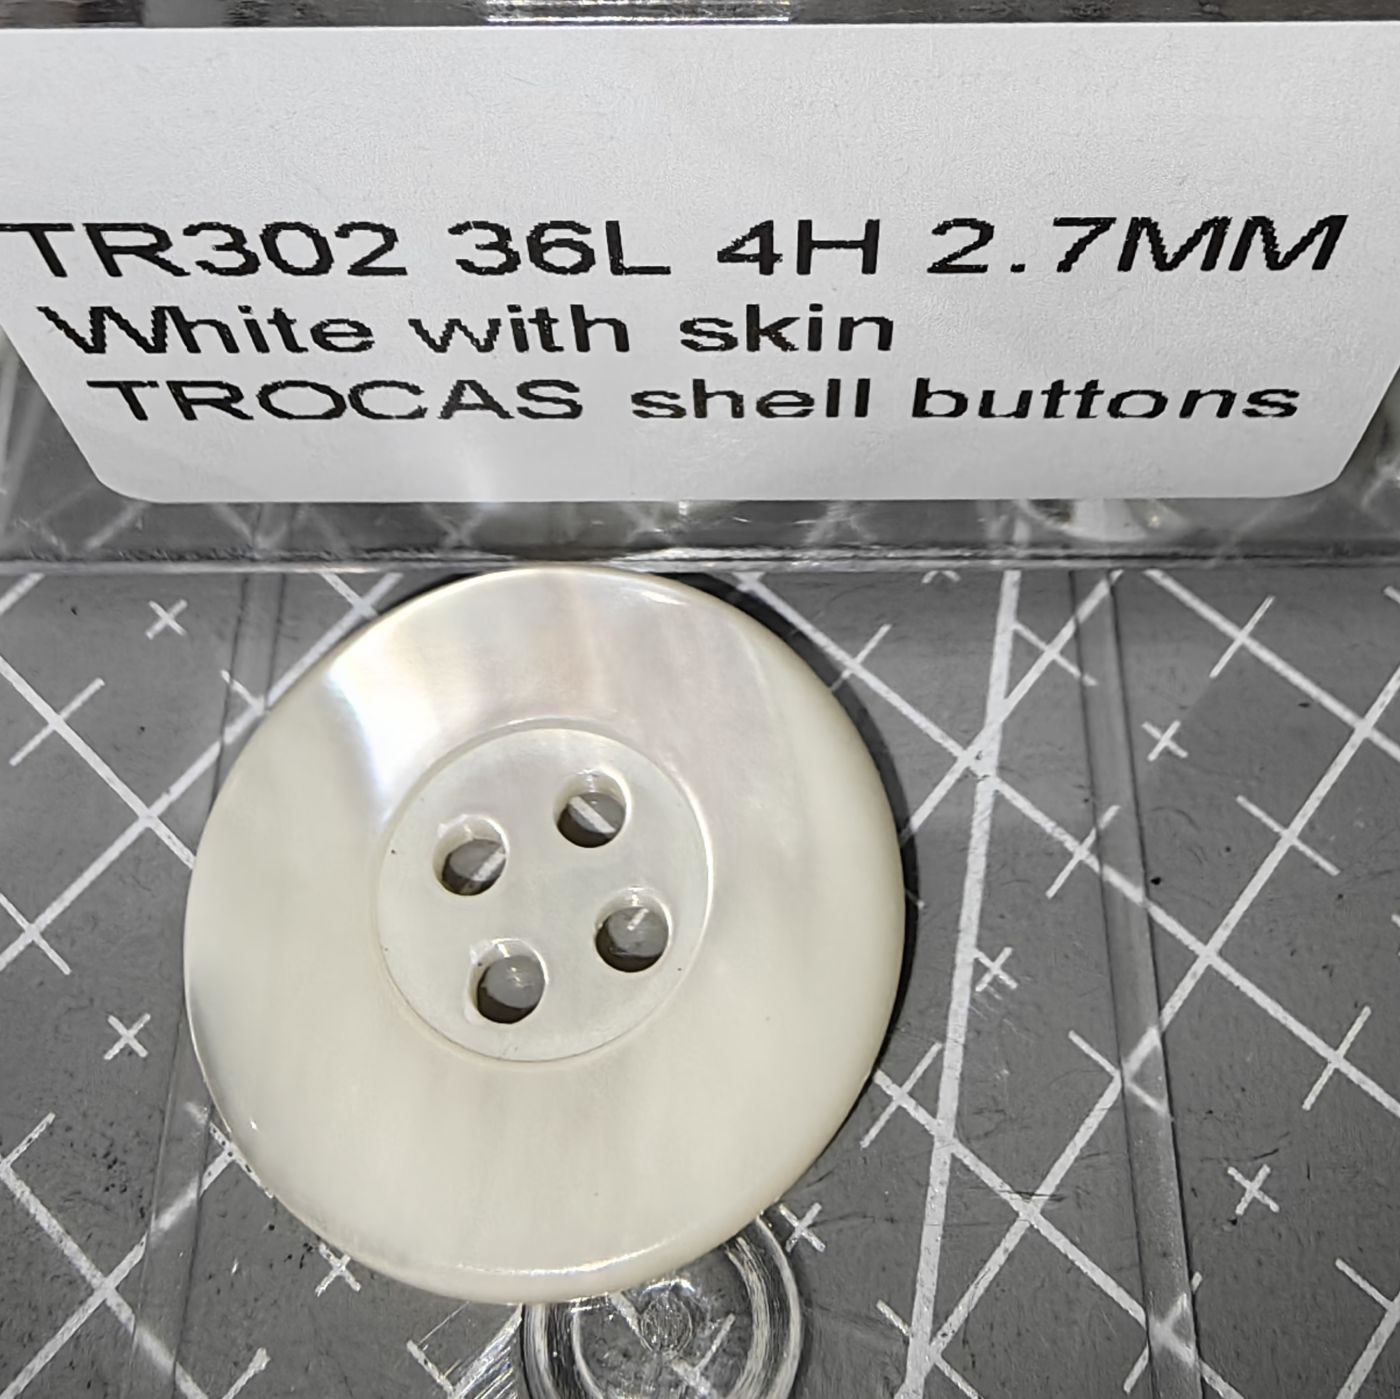 TR302 36L 4H 2.7MM
White with skin
TROCAS shell buttons